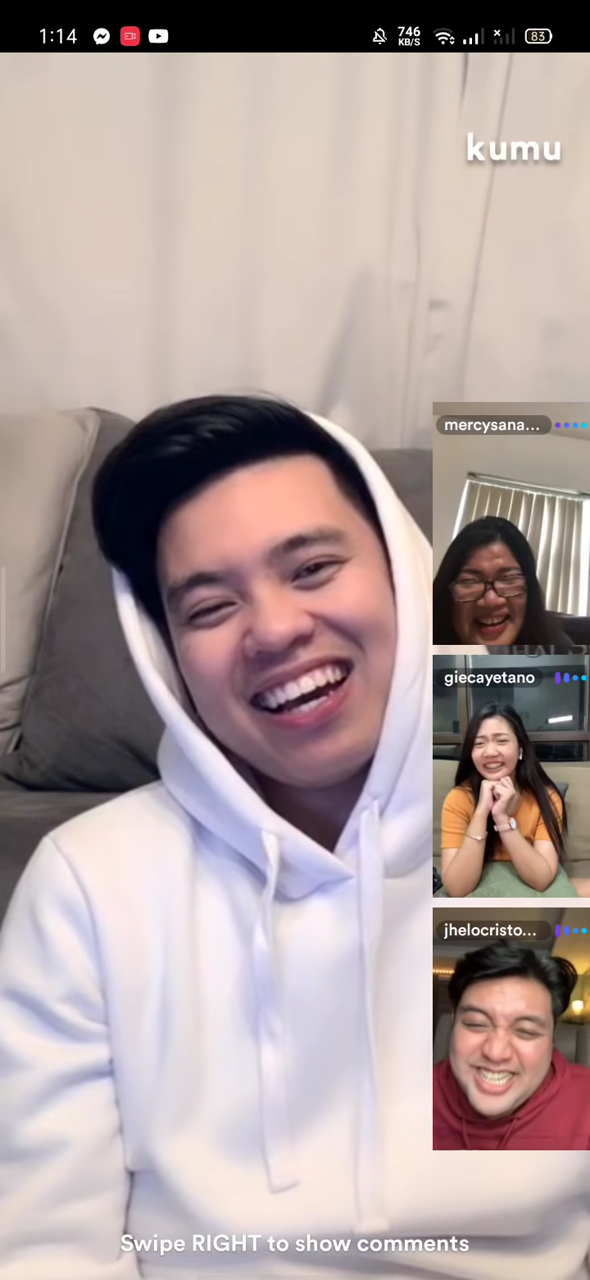 1:14
746
KB/S
83
kumu
mercysana...
giecayetano
jhelocristo...
Swipe RIGHT to show comments